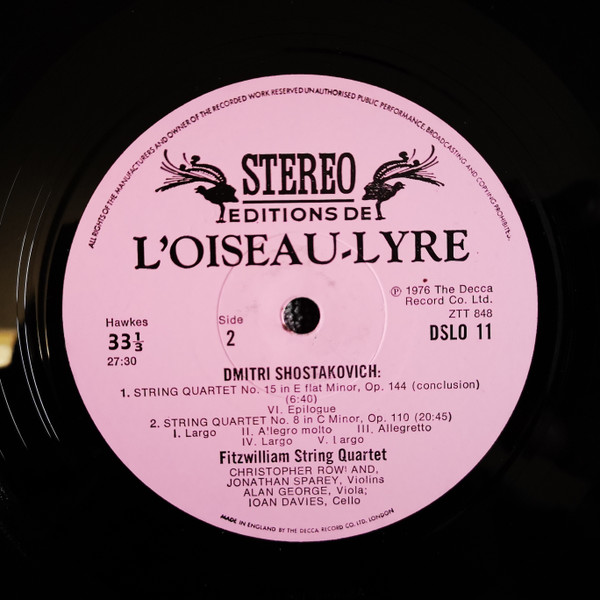 ALL RIGHTS OF THE MANUFACTURERS AND OWNER OF THE RECORDED WORK RESERVED UNAUTHORISED PUBLIC PERFORMANCE, BROADCASTING AND COPYING PROHIBITED.
STEREO
EDITIONS DE
L'OISEAU-LYRE
℗ 1976 The Decca
Record Co. Ltd.
ZTT 848
DSLO 11
Hawkes
33⅓
27:30
Side
2
DMITRI SHOSTAKOVICH:
1. STRING QUARTET No. 15 in E flat Minor, Op. 144 (conclusion)
(6:40)
VI. Epilogue
2. STRING QUARTET No. 8 in C Minor, Op. 110 (20:45)
I. Largo II. A'legro molto III. Allegretto
IV. Largo V. Largo
Fitzwilliam String Quartet
CHRISTOPHER ROWLAND,
JONATHAN SPAREY, Violins
ALAN GEORGE, Viola;
IOAN DAVIES, Cello
MADE IN ENGLAND BY THE DECCA RECORD CO. LTD, LONDON